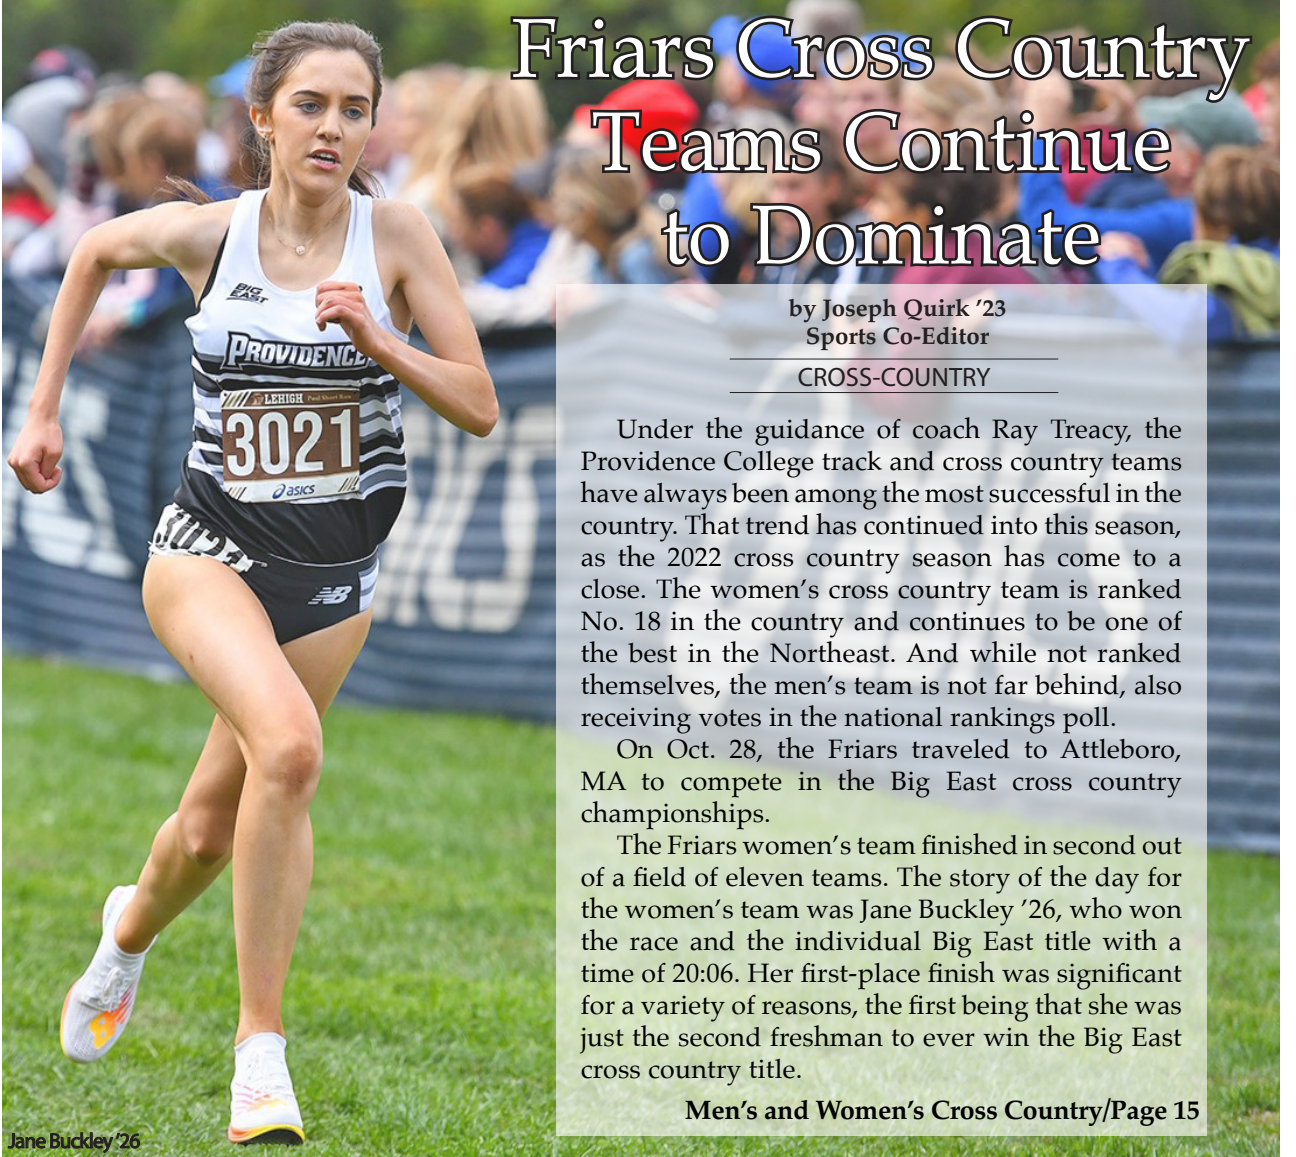 Friars Cross Country
Teams Continue
to Dominate
by Joseph Quirk ’23
Sports Co-Editor
CROSS-COUNTRY
Under the guidance of coach Ray Treacy, the
Providence College track and cross country teams
have always been among the most successful in the
country. That trend has continued into this season,
as the 2022 cross country season has come to a
close. The women’s cross country team is ranked
No. 18 in the country and continues to be one of
the best in the Northeast. And while not ranked
themselves, the men’s team is not far behind, also
receiving votes in the national rankings poll.
On Oct. 28, the Friars traveled to Attleboro,
MA to compete in the Big East cross country
championships.
The Friars women’s team finished in second out
of a field of eleven teams. The story of the day for
the women’s team was Jane Buckley ’26, who won
the race and the individual Big East title with a
time of 20:06. Her first-place finish was significant
for a variety of reasons, the first being that she was
just the second freshman to ever win the Big East
cross country title.
Men’s and Women’s Cross Country/Page 15
BIG
EAST
PROVIDENCE
LEHIGH Paul Short Run
3021
asics
NB
Jane Buckley ’26